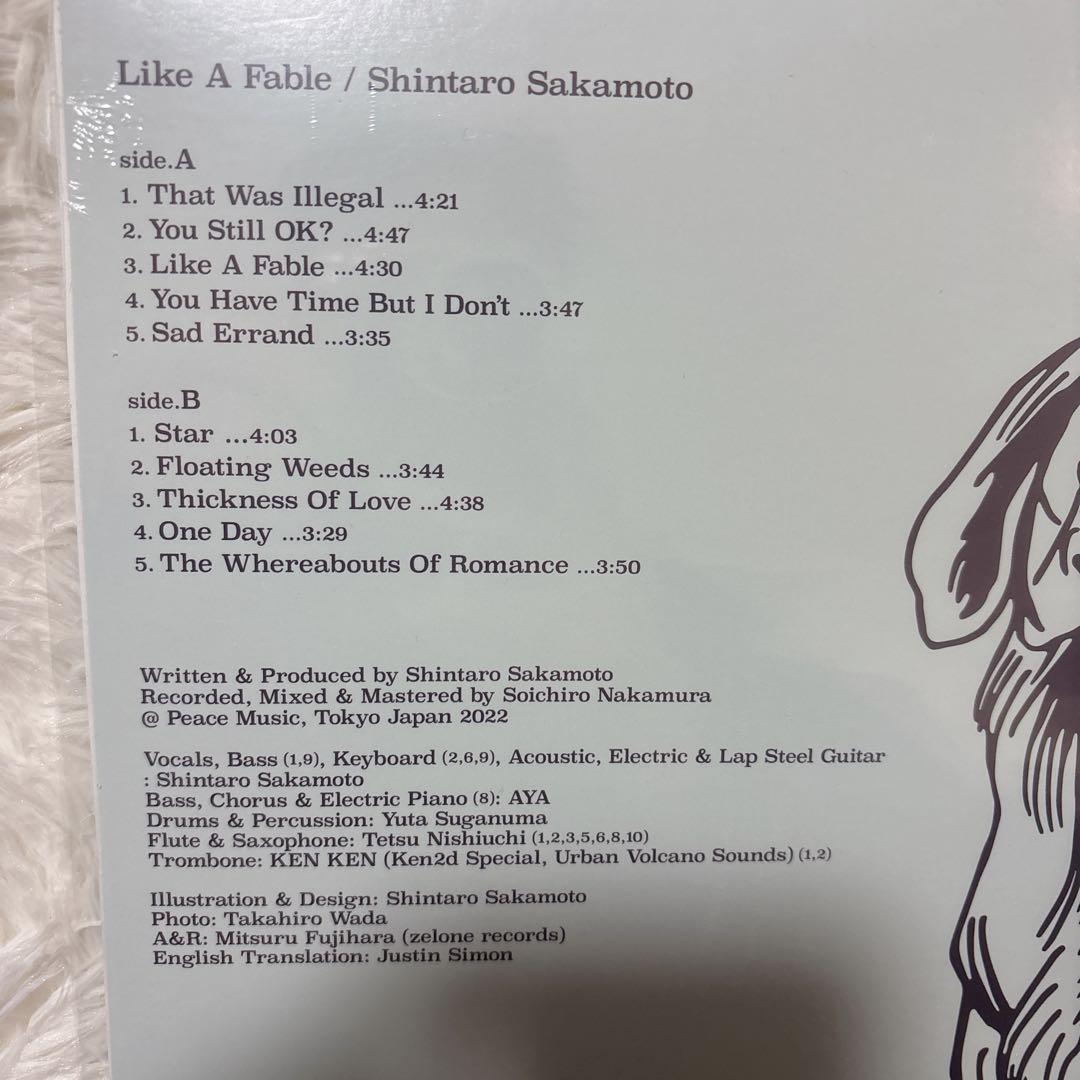 Like A Fable / Shintaro Sakamoto
side.A
1. That Was Illegal ...4:21
2. You Still OK? ...4:47
3. Like A Fable ...4:30
4. You Have Time But I Don't ...3:47
5. Sad Errand ...3:35
side.B
1. Star ...4:03
2. Floating Weeds ...3:44
3. Thickness Of Love ...4:38
4. One Day ...3:29
5. The Whereabouts Of Romance ...3:50
Written & Produced by Shintaro Sakamoto
Recorded, Mixed & Mastered by Soichiro Nakamura
@ Peace Music, Tokyo Japan 2022
Vocals, Bass (1,9), Keyboard (2,6,9), Acoustic, Electric & Lap Steel Guitar
: Shintaro Sakamoto
Bass, Chorus & Electric Piano (8): AYA
Drums & Percussion: Yuta Suganuma
Flute & Saxophone: Tetsu Nishiuchi (1,2,3,5,6,8,10)
Trombone: KEN KEN (Ken2d Special, Urban Volcano Sounds) (1,2)
Illustration & Design: Shintaro Sakamoto
Photo: Takahiro Wada
A&R: Mitsuru Fujihara (zelone records)
English Translation: Justin Simon